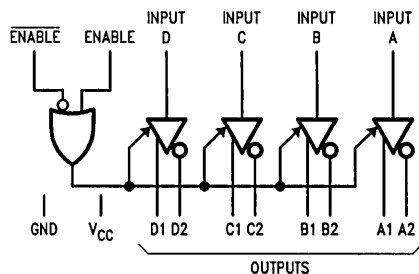 INPUT INPUT INPUT INPUT
ENABLE ENABLE D C B A
GND VCC D1 D2 C1 C2 B1 B2 A1 A2
OUTPUTS